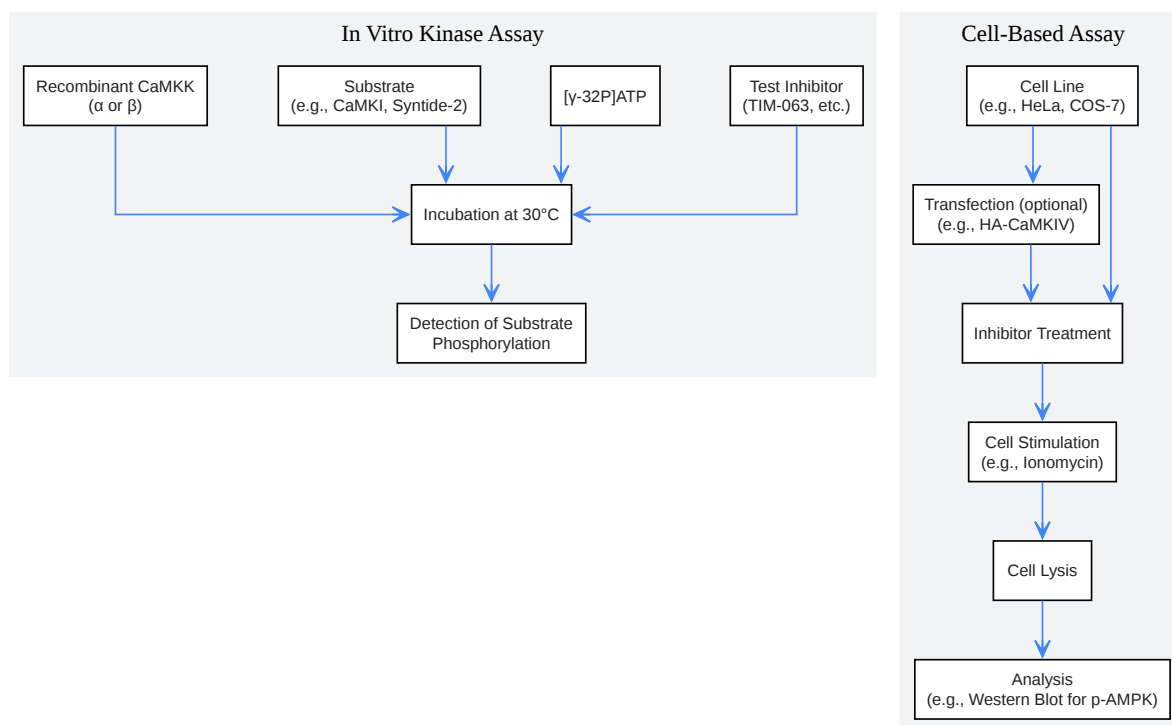 In Vitro Kinase Assay
Recombinant CaMKK
(α or β)
Substrate
(e.g., CaMKI, Syntide-2)
[γ-32P]ATP
Test Inhibitor
(TIM-063, etc.)
Incubation at 30°C
Detection of Substrate
Phosphorylation
Cell-Based Assay
Cell Line
(e.g., HeLa, COS-7)
Transfection (optional)
(e.g., HA-CaMKIV)
Inhibitor Treatment
Cell Stimulation
(e.g., Ionomycin)
Cell Lysis
Analysis
(e.g., Western Blot for p-AMPK)